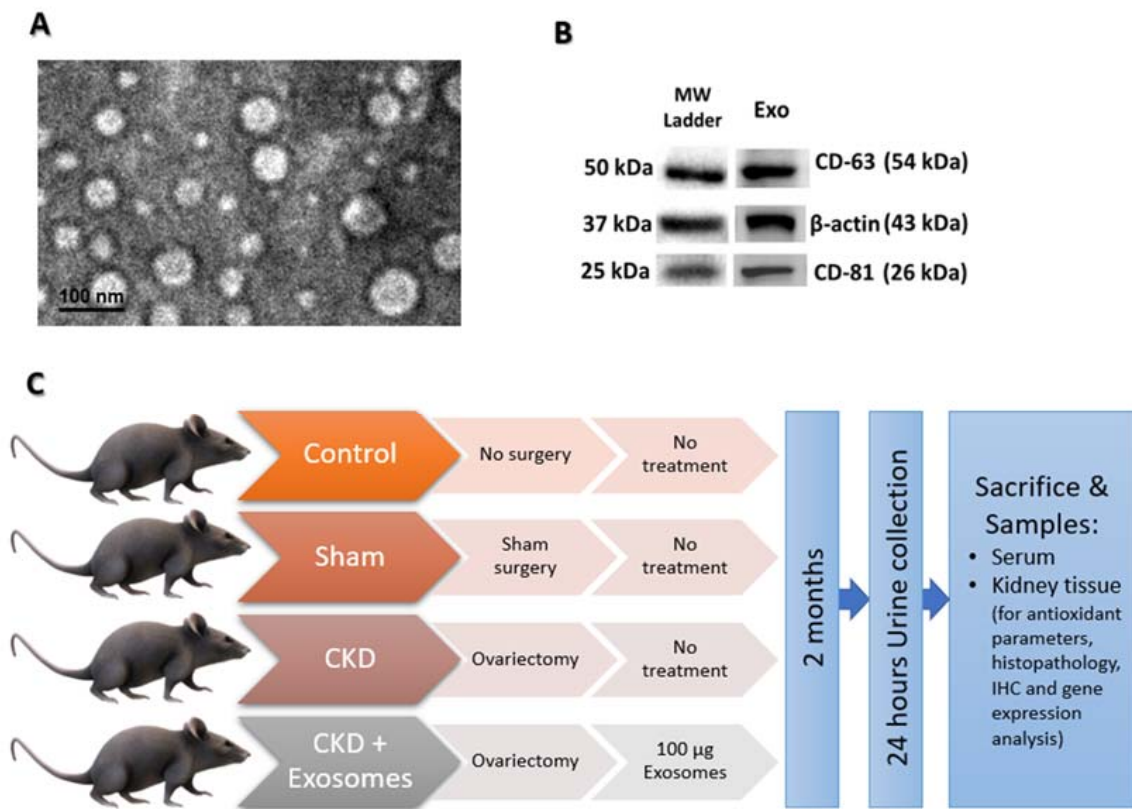 A
100 nm
B
MW
Ladder
Exo
50 kDa
CD-63 (54 kDa)
37 kDa
β-actin (43 kDa)
25 kDa
CD-81 (26 kDa)
C
Control
No surgery
No
treatment
Sham
Sham
surgery
No
treatment
CKD
Ovariectomy
No
treatment
CKD +
Exosomes
Ovariectomy
100 µg
Exosomes
2 months
24 hours Urine collection
Sacrifice &
Samples:
• Serum
• Kidney tissue
(for antioxidant
parameters,
histopathology,
IHC and gene
expression
analysis)